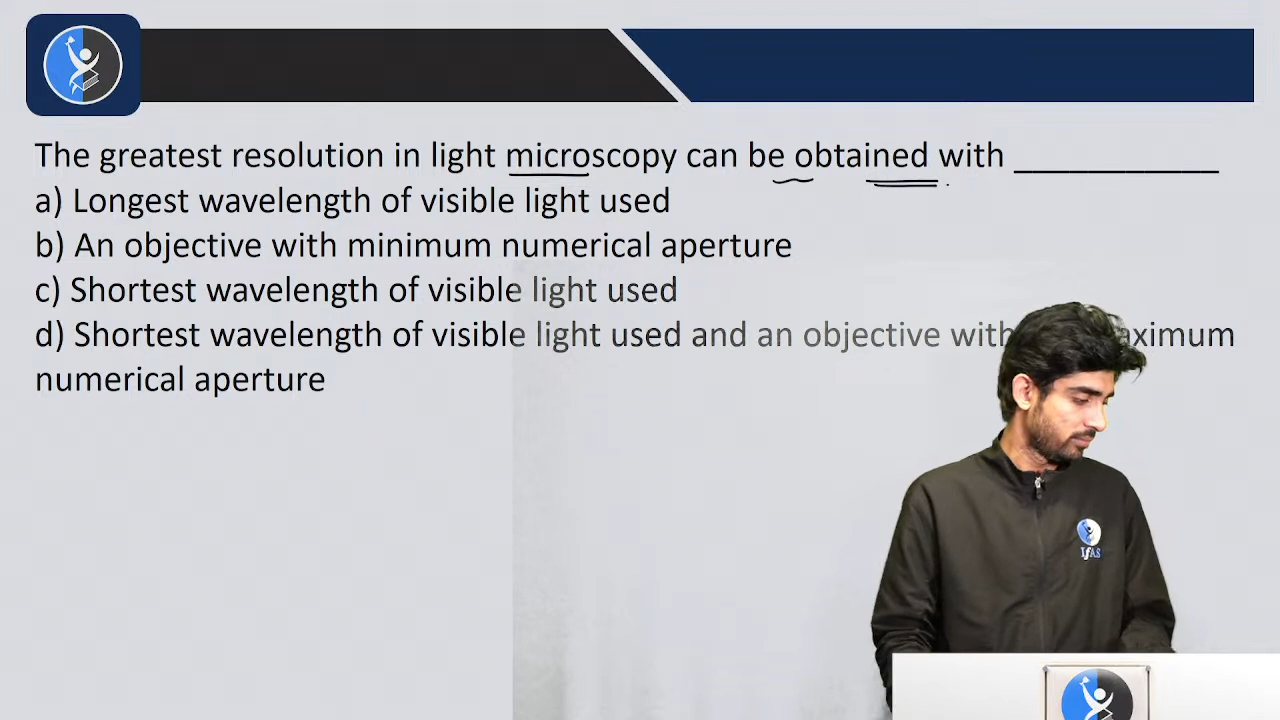 The greatest resolution in light microscopy can be obtained with ___________
a) Longest wavelength of visible light used
b) An objective with minimum numerical aperture
c) Shortest wavelength of visible light used
d) Shortest wavelength of visible light used and an objective with aximum
numerical aperture
IfAS